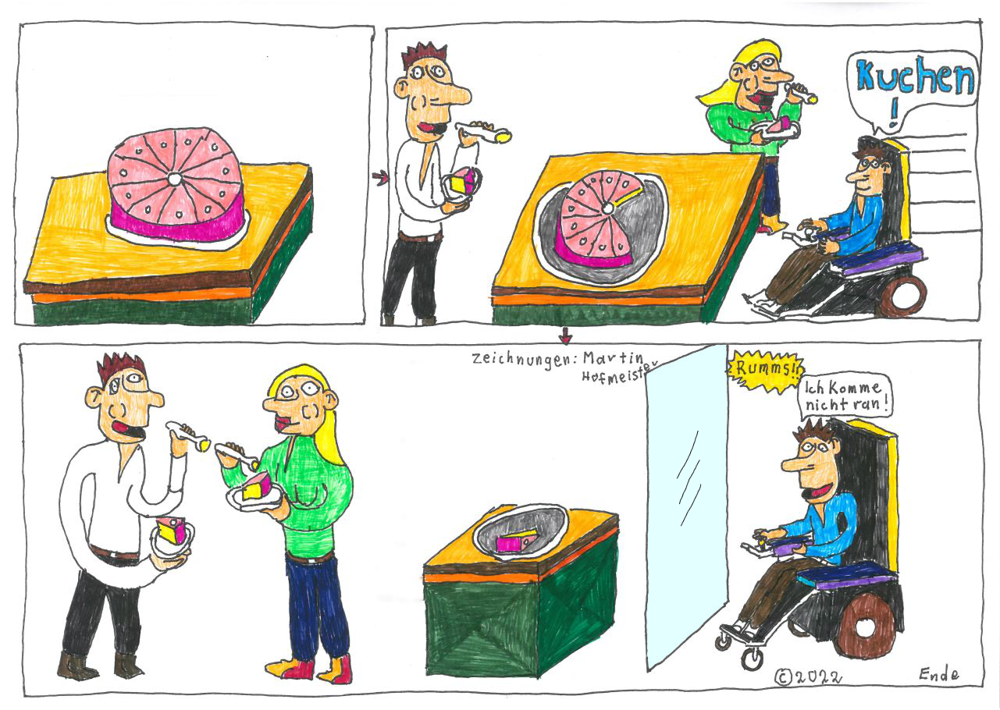 Kuchen
!
Zeichnungen: Martin
Hofmeister
Rumms!!
Ich Komme
nicht ran!
©2022
Ende